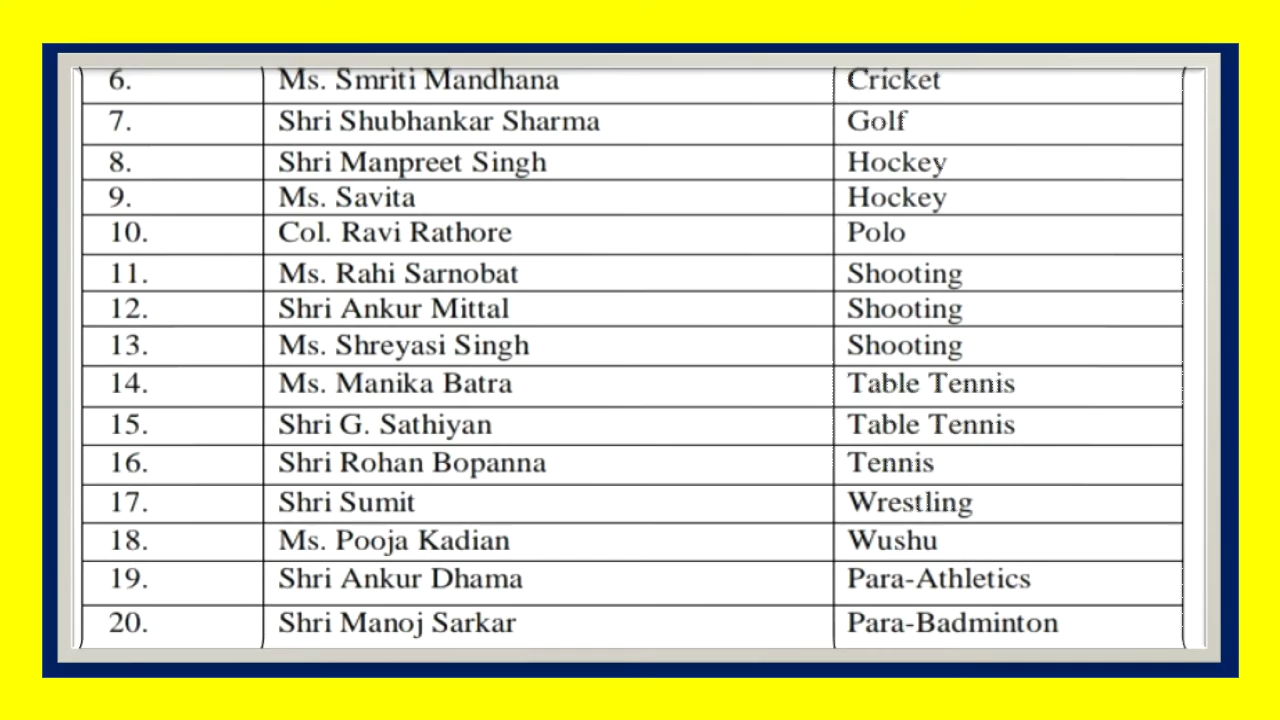 6. Ms. Smriti Mandhana Cricket
7. Shri Shubhankar Sharma Golf
8. Shri Manpreet Singh Hockey
9. Ms. Savita Hockey
10. Col. Ravi Rathore Polo
11. Ms. Rahi Sarnobat Shooting
12. Shri Ankur Mittal Shooting
13. Ms. Shreyasi Singh Shooting
14. Ms. Manika Batra Table Tennis
15. Shri G. Sathiyan Table Tennis
16. Shri Rohan Bopanna Tennis
17. Shri Sumit Wrestling
18. Ms. Pooja Kadian Wushu
19. Shri Ankur Dhama Para-Athletics
20. Shri Manoj Sarkar Para-Badminton